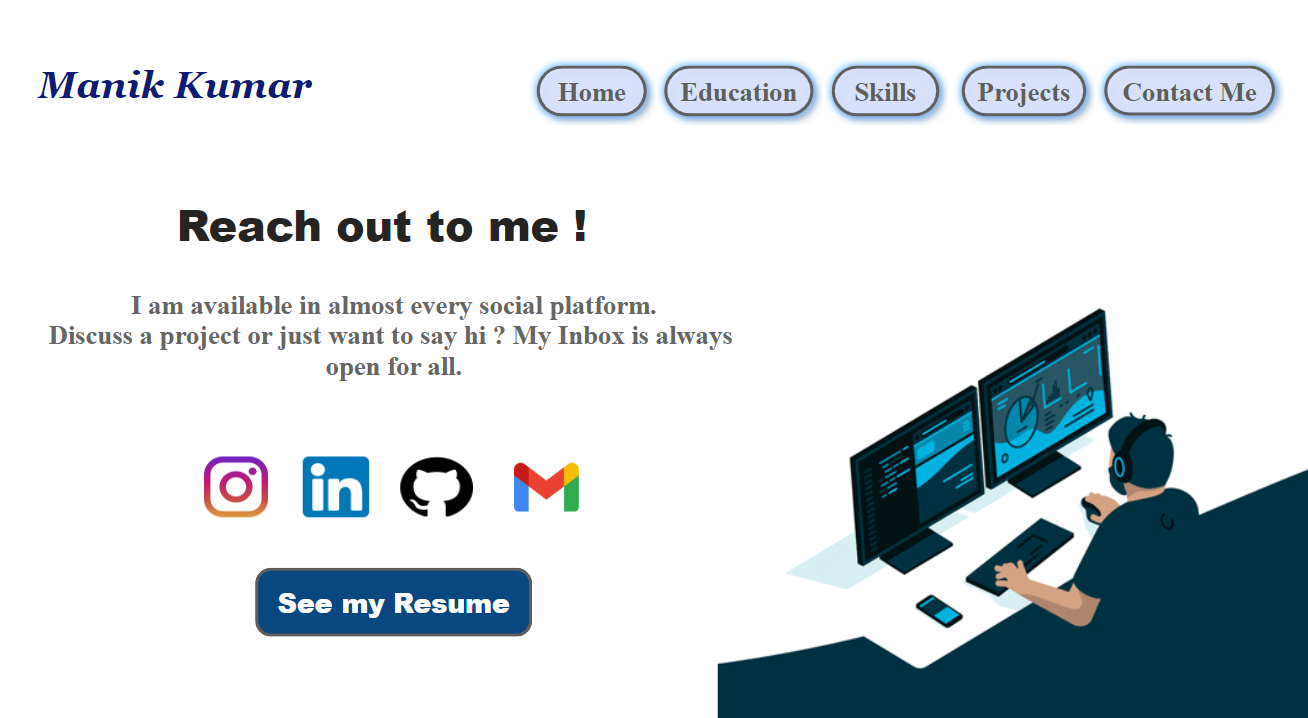 Manik Kumar
Home Education Skills Projects Contact Me
Reach out to me !
I am available in almost every social platform.
Discuss a project or just want to say hi ? My Inbox is always
open for all.
in
See my Resume